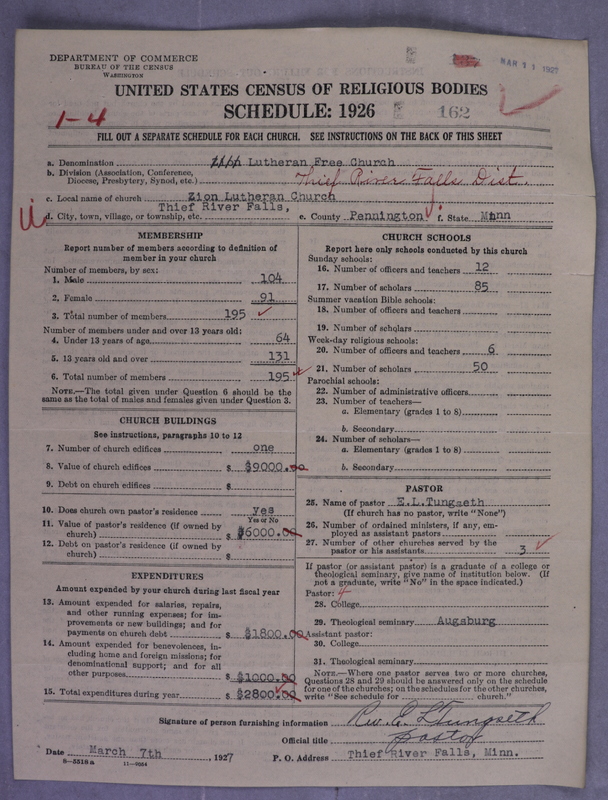 DEPARTMENT OF COMMERCE
BUREAU OF THE CENSUS
WASHINGTON
MAR 11 1927
UNITED STATES CENSUS OF RELIGIOUS BODIES
SCHEDULE: 1926
1-4
162
FILL OUT A SEPARATE SCHEDULE FOR EACH CHURCH. SEE INSTRUCTIONS ON THE BACK OF THIS SHEET
a. Denomination Lutheran Free Church
b. Division (Association, Conference, Diocese, Presbytery, Synod, etc.) Thief River Falls Dist.
c. Local name of church Zion Lutheran Church
d. City, town, village, or township, etc. Thief River Falls, e. County Pennington f. State Minn
MEMBERSHIP
Report number of members according to definition of
member in your church
Number of members, by sex:
1. Male 104
2. Female 91
3. Total number of members 195
Number of members under and over 13 years old:
4. Under 13 years of age 64
5. 13 years old and over 131
6. Total number of members 195
NOTE.—The total given under Question 6 should be the
same as the total of males and females given under Question 3.
CHURCH BUILDINGS
See instructions, paragraphs 10 to 12
7. Number of church edifices one
8. Value of church edifices $ $9000.00
9. Debt on church edifices $
10. Does church own pastor's residence yes
Yes or No
11. Value of pastor's residence (if owned by
church) $ $6000.00
12. Debt on pastor's residence (if owned by
church) $
EXPENDITURES
Amount expended by your church during last fiscal year
13. Amount expended for salaries, repairs,
and other running expenses; for im-
provements or new buildings; and for
payments on church debt $ $1800.00
14. Amount expended for benevolences, in-
cluding home and foreign missions; for
denominational support; and for all
other purposes $ $1000.00
15. Total expenditures during year $ $2800.00
CHURCH SCHOOLS
Report here only schools conducted by this church
Sunday schools:
16. Number of officers and teachers 12
17. Number of scholars 85
Summer vacation Bible schools:
18. Number of officers and teachers
19. Number of scholars
Week-day religious schools:
20. Number of officers and teachers 6
21. Number of scholars 50
Parochial schools:
22. Number of administrative officers
23. Number of teachers—
a. Elementary (grades 1 to 8)
b. Secondary
24. Number of scholars—
a. Elementary (grades 1 to 8)
b. Secondary
PASTOR
25. Name of pastor E.L.Tungseth
(If church has no pastor, write "None")
26. Number of ordained ministers, if any, em-
ployed as assistant pastors
27. Number of other churches served by the
pastor or his assistants 3
If pastor (or assistant pastor) is a graduate of a college or
theological seminary, give name of institution below. (If
not a graduate, write "No" in the space indicated.)
Pastor: 4
28. College
29. Theological seminary Augsburg
Assistant pastor:
30. College
31. Theological seminary
NOTE.—Where one pastor serves two or more churches,
Questions 28 and 29 should be answered only on the schedule
for one of the churches; on the schedules for the other churches,
write "See schedule for church."
Signature of person furnishing information Rev. E L Tungseth
Official title pastor
Date March 7th, 1927 P. O. Address Thief River Falls, Minn.
8-5518a 11-9064